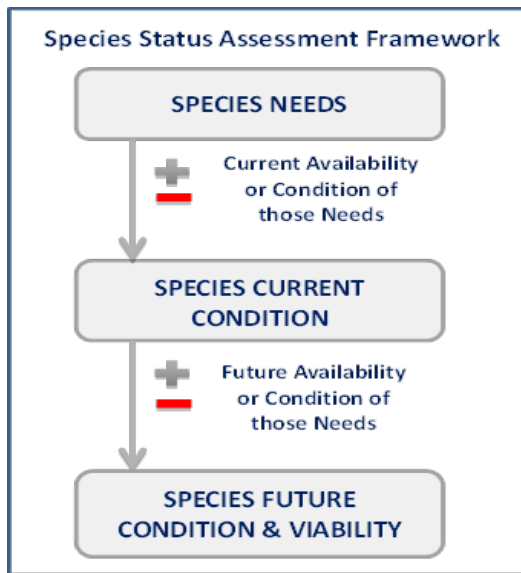 Species Status Assessment Framework
SPECIES NEEDS
Current Availability
or Condition of
those Needs
SPECIES CURRENT
CONDITION
Future Availability
or Condition of
those Needs
SPECIES FUTURE
CONDITION & VIABILITY